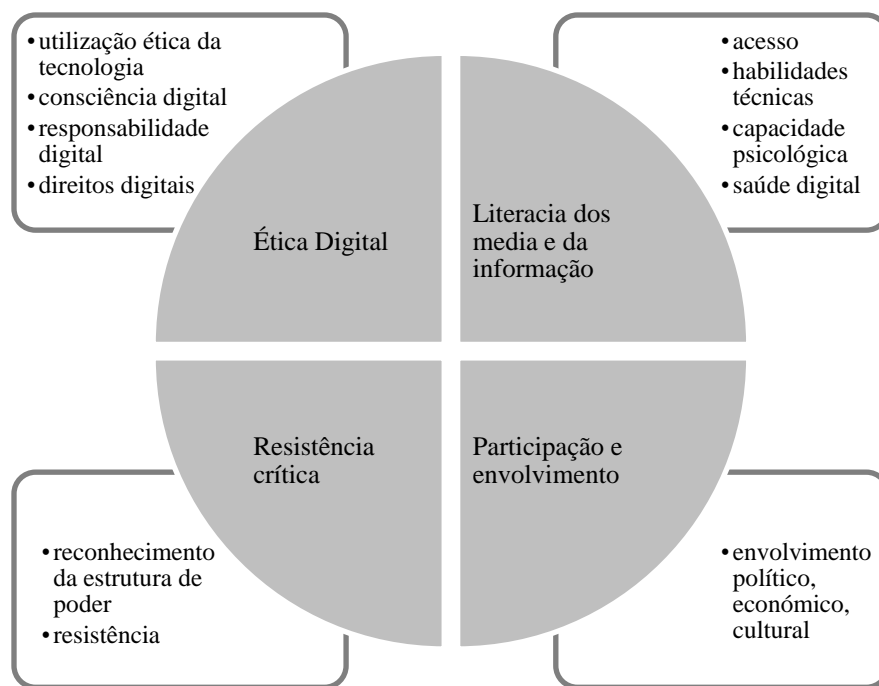 •utilização ética da
tecnologia
•consciência digital
•responsabilidade
digital
•direitos digitais
•acesso
•habilidades
técnicas
•capacidade
psicológica
•saúde digital
Ética Digital
Literacia dos
media e da
informação
Resistência
crítica
Participação e
envolvimento
•reconhecimento
da estrutura de
poder
•resistência
•envolvimento
político,
económico,
cultural